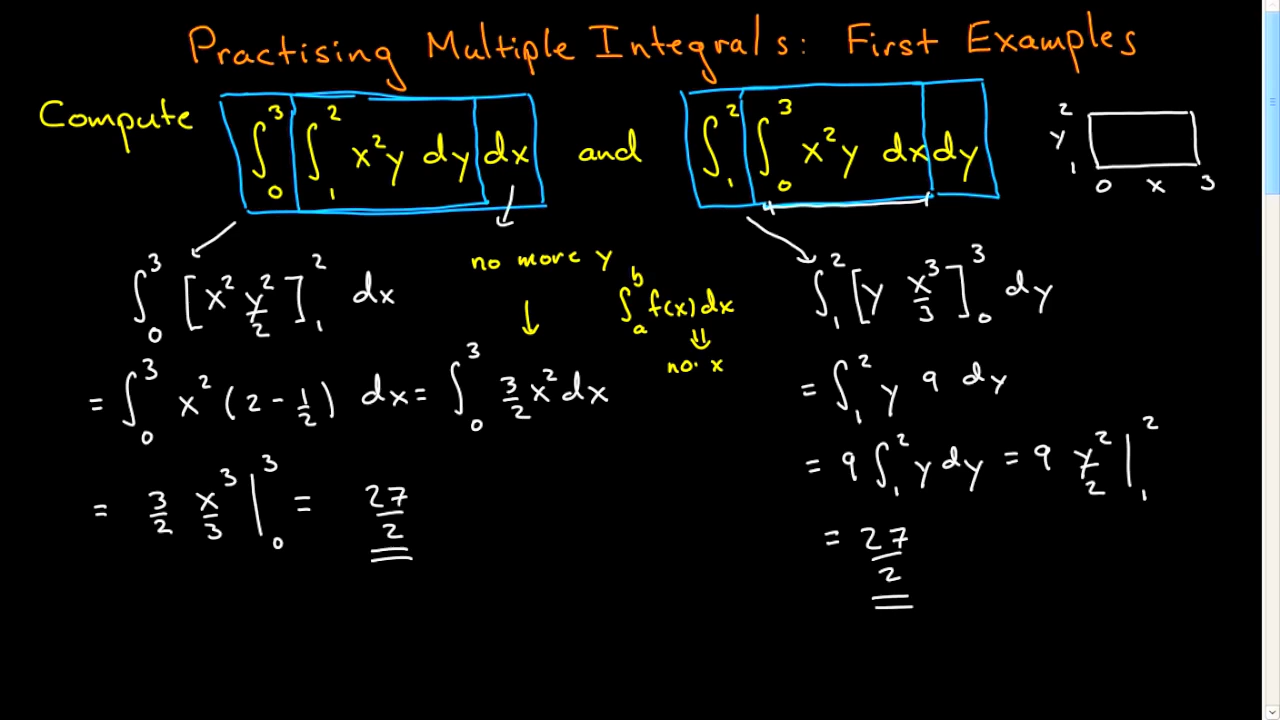 Practising Multiple Integrals: First Examples
Compute ∫₀³ ∫₁² x²y dy dx and ∫₁² ∫₀³ x²y dx dy
2
y
1
0 x 3
∫₀³ [x² y²/2]₁² dx
= ∫₀³ x² (2 - 1/2) dx = ∫₀³ 3/2 x² dx
= 3/2 x³/3 |₀³ = 27/2
no more y
∫ₐᵇ f(x) dx
no x
∫₁² [y x³/3]₀³ dy
= ∫₁² y 9 dy
= 9 ∫₁² y dy = 9 y²/2 |₁²
= 27/2